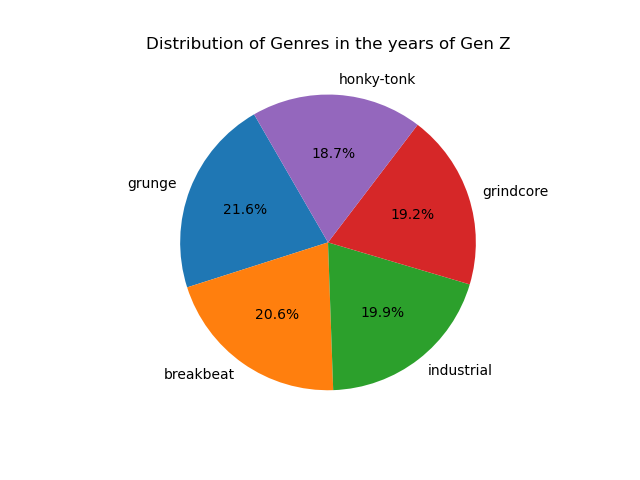 Distribution of Genres in the years of Gen Z
honky-tonk
18.7%
grunge
21.6%
grindcore
19.2%
breakbeat
20.6%
industrial
19.9%